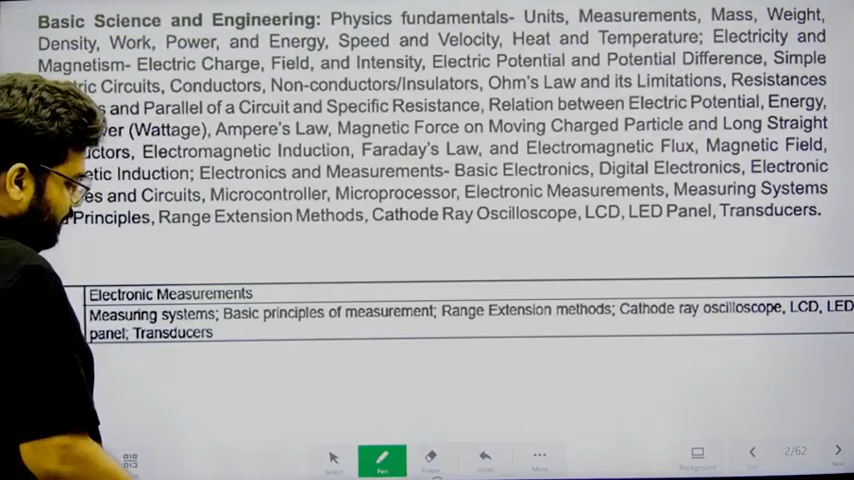 Basic Science and Engineering: Physics fundamentals- Units, Measurements, Mass, Weight,
Density, Work, Power, and Energy, Speed and Velocity, Heat and Temperature; Electricity and
Magnetism- Electric Charge, Field, and Intensity, Electric Potential and Potential Difference, Simple
ric Circuits, Conductors, Non-conductors/Insulators, Ohm's Law and its Limitations, Resistances
s and Parallel of a Circuit and Specific Resistance, Relation between Electric Potential, Energy,
er (Wattage), Ampere's Law, Magnetic Force on Moving Charged Particle and Long Straight
uctors, Electromagnetic Induction, Faraday's Law, and Electromagnetic Flux, Magnetic Field,
etic Induction; Electronics and Measurements- Basic Electronics, Digital Electronics, Electronic
es and Circuits, Microcontroller, Microprocessor, Electronic Measurements, Measuring Systems
Principles, Range Extension Methods, Cathode Ray Oscilloscope, LCD, LED Panel, Transducers.
Electronic Measurements
Measuring systems; Basic principles of measurement; Range Extension methods; Cathode ray oscilloscope, LCD, LED
panel; Transducers
Select Pen Eraser Undo More Background 2/62 Next